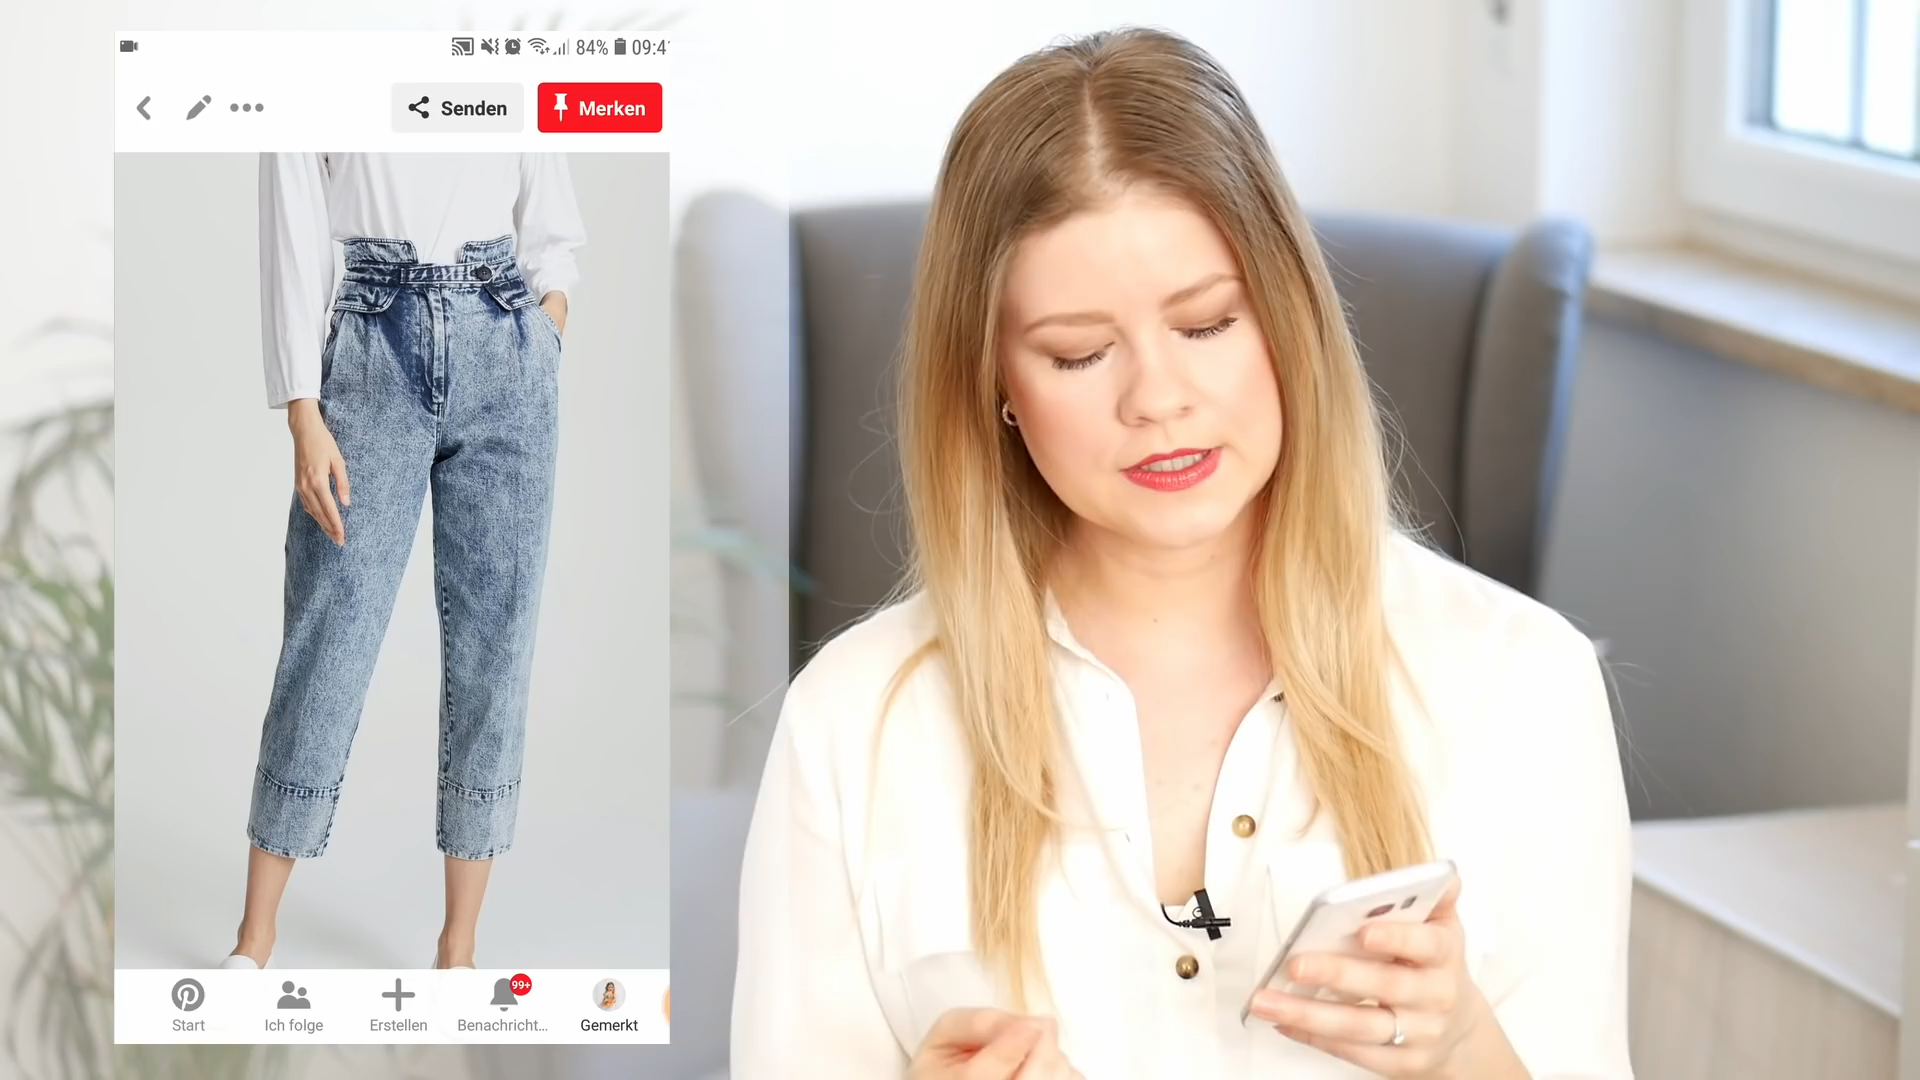 84% 09:4
Senden
Merken
99+
Start
Ich folge
Erstellen
Benachricht...
Gemerkt